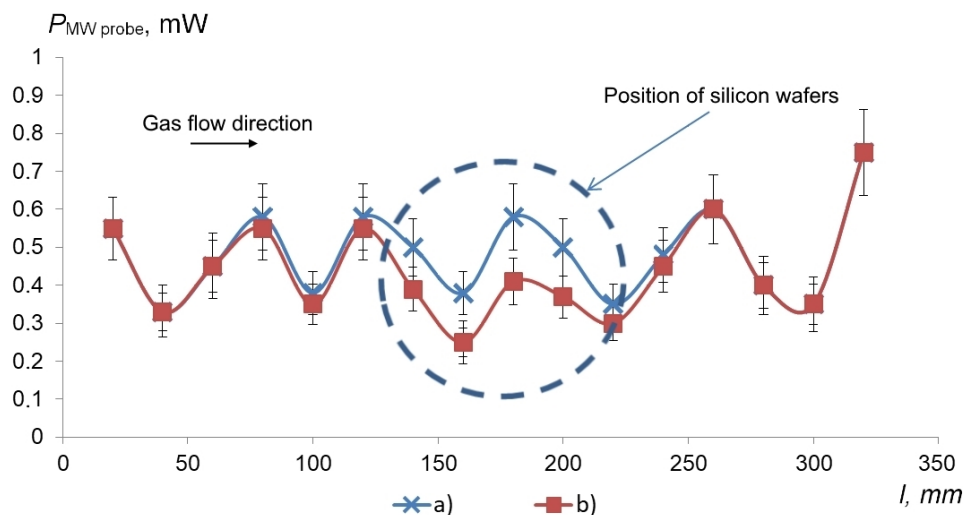 P_MW probe, mW
1
0.9
0.8
0.7
0.6
0.5
0.4
0.3
0.2
0.1
0
Gas flow direction
Position of silicon wafers
0 50 100 150 200 250 300 350
l, mm
a) b)